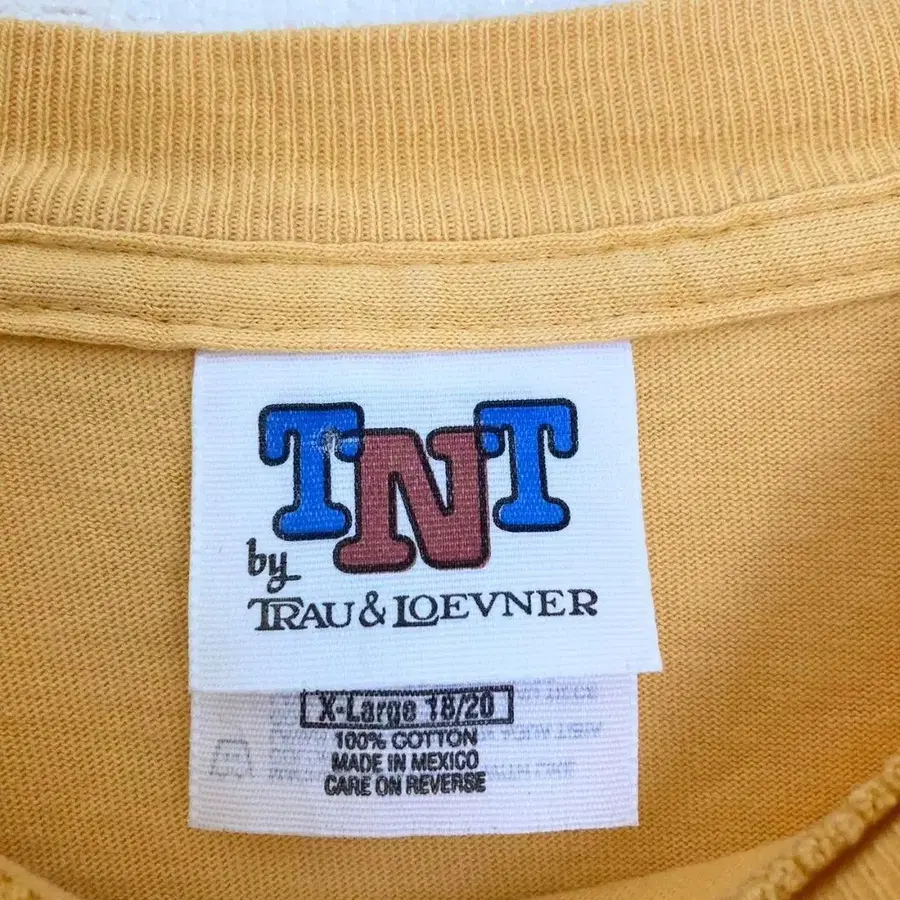 TNT
by
TRAU & LOEVNER
X-Large 18/20
100% COTTON
MADE IN MEXICO
CARE ON REVERSE